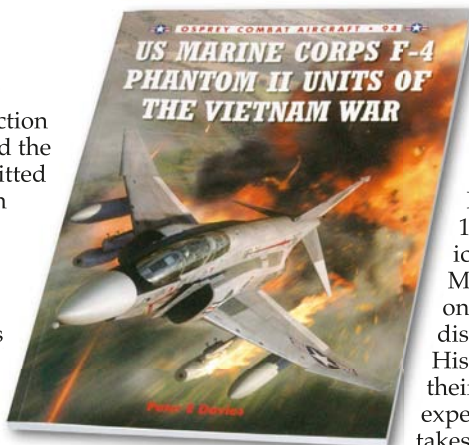 OSPREY COMBAT AIRCRAFT • 94
US MARINE CORPS F-4
PHANTOM II UNITS OF
THE VIETNAM WAR
Peter E Davies
ction
d the
itted
n
s
1
ic
M
on
dis
His
their
expe
takes